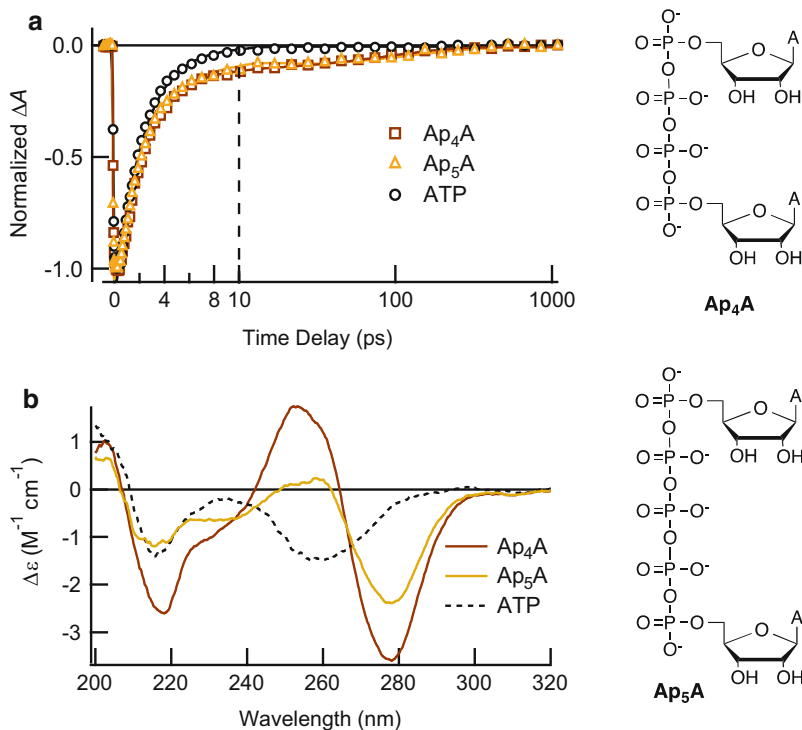 a
Normalized ΔA
0.0
-0.5
-1.0
Ap4A
Ap5A
ATP
0 4 8 10 100 1000
Time Delay (ps)
b
Δε (M-1 cm-1)
1
0
-1
-2
-3
Ap4A
Ap5A
ATP
200 220 240 260 280 300 320
Wavelength (nm)
O-
O=P-O
O
A
O
O=P-O-
OH OH
O
O=P-O-
O
A
O=P-O
O
O-
OH OH
Ap4A
O-
O=P-O
O
A
O
O=P-O-
OH OH
O
O=P-O-
O
O=P-O-
O
A
O=P-O
O
O-
OH OH
Ap5A